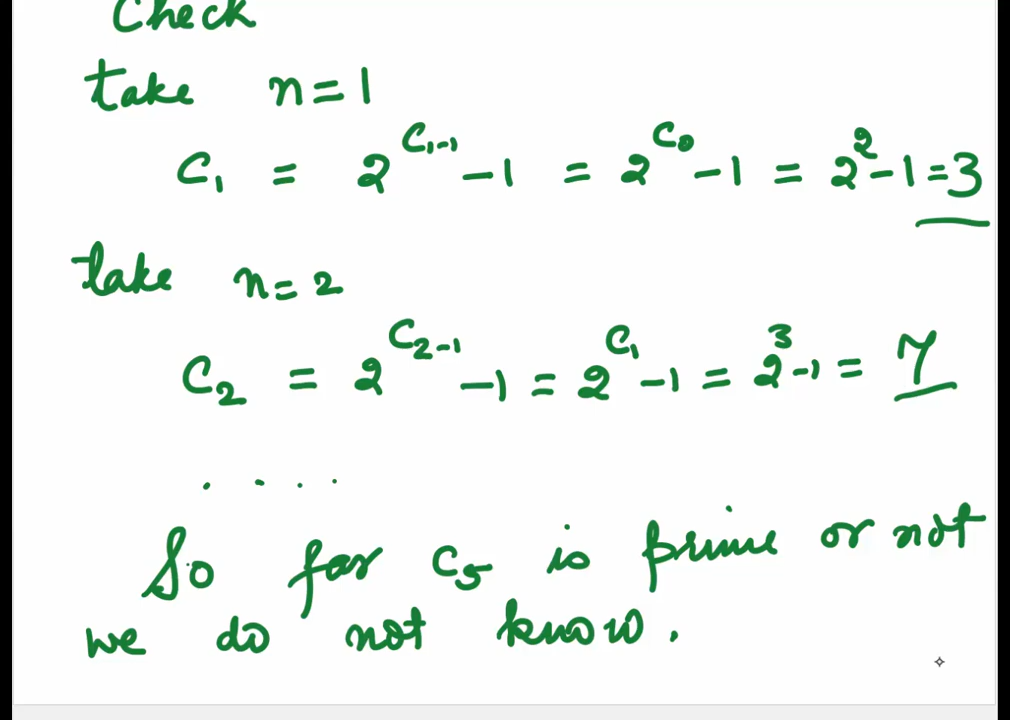 Check
take n=1
C₁ = 2^(C₁₋₁) -1 = 2^(C₀) -1 = 2² -1 = 3
take n=2
C₂ = 2^(C₂₋₁) -1 = 2^(C₁) -1 = 2³ -1 = 7
. . . .
So far C₅ is prime or not
we do not know.